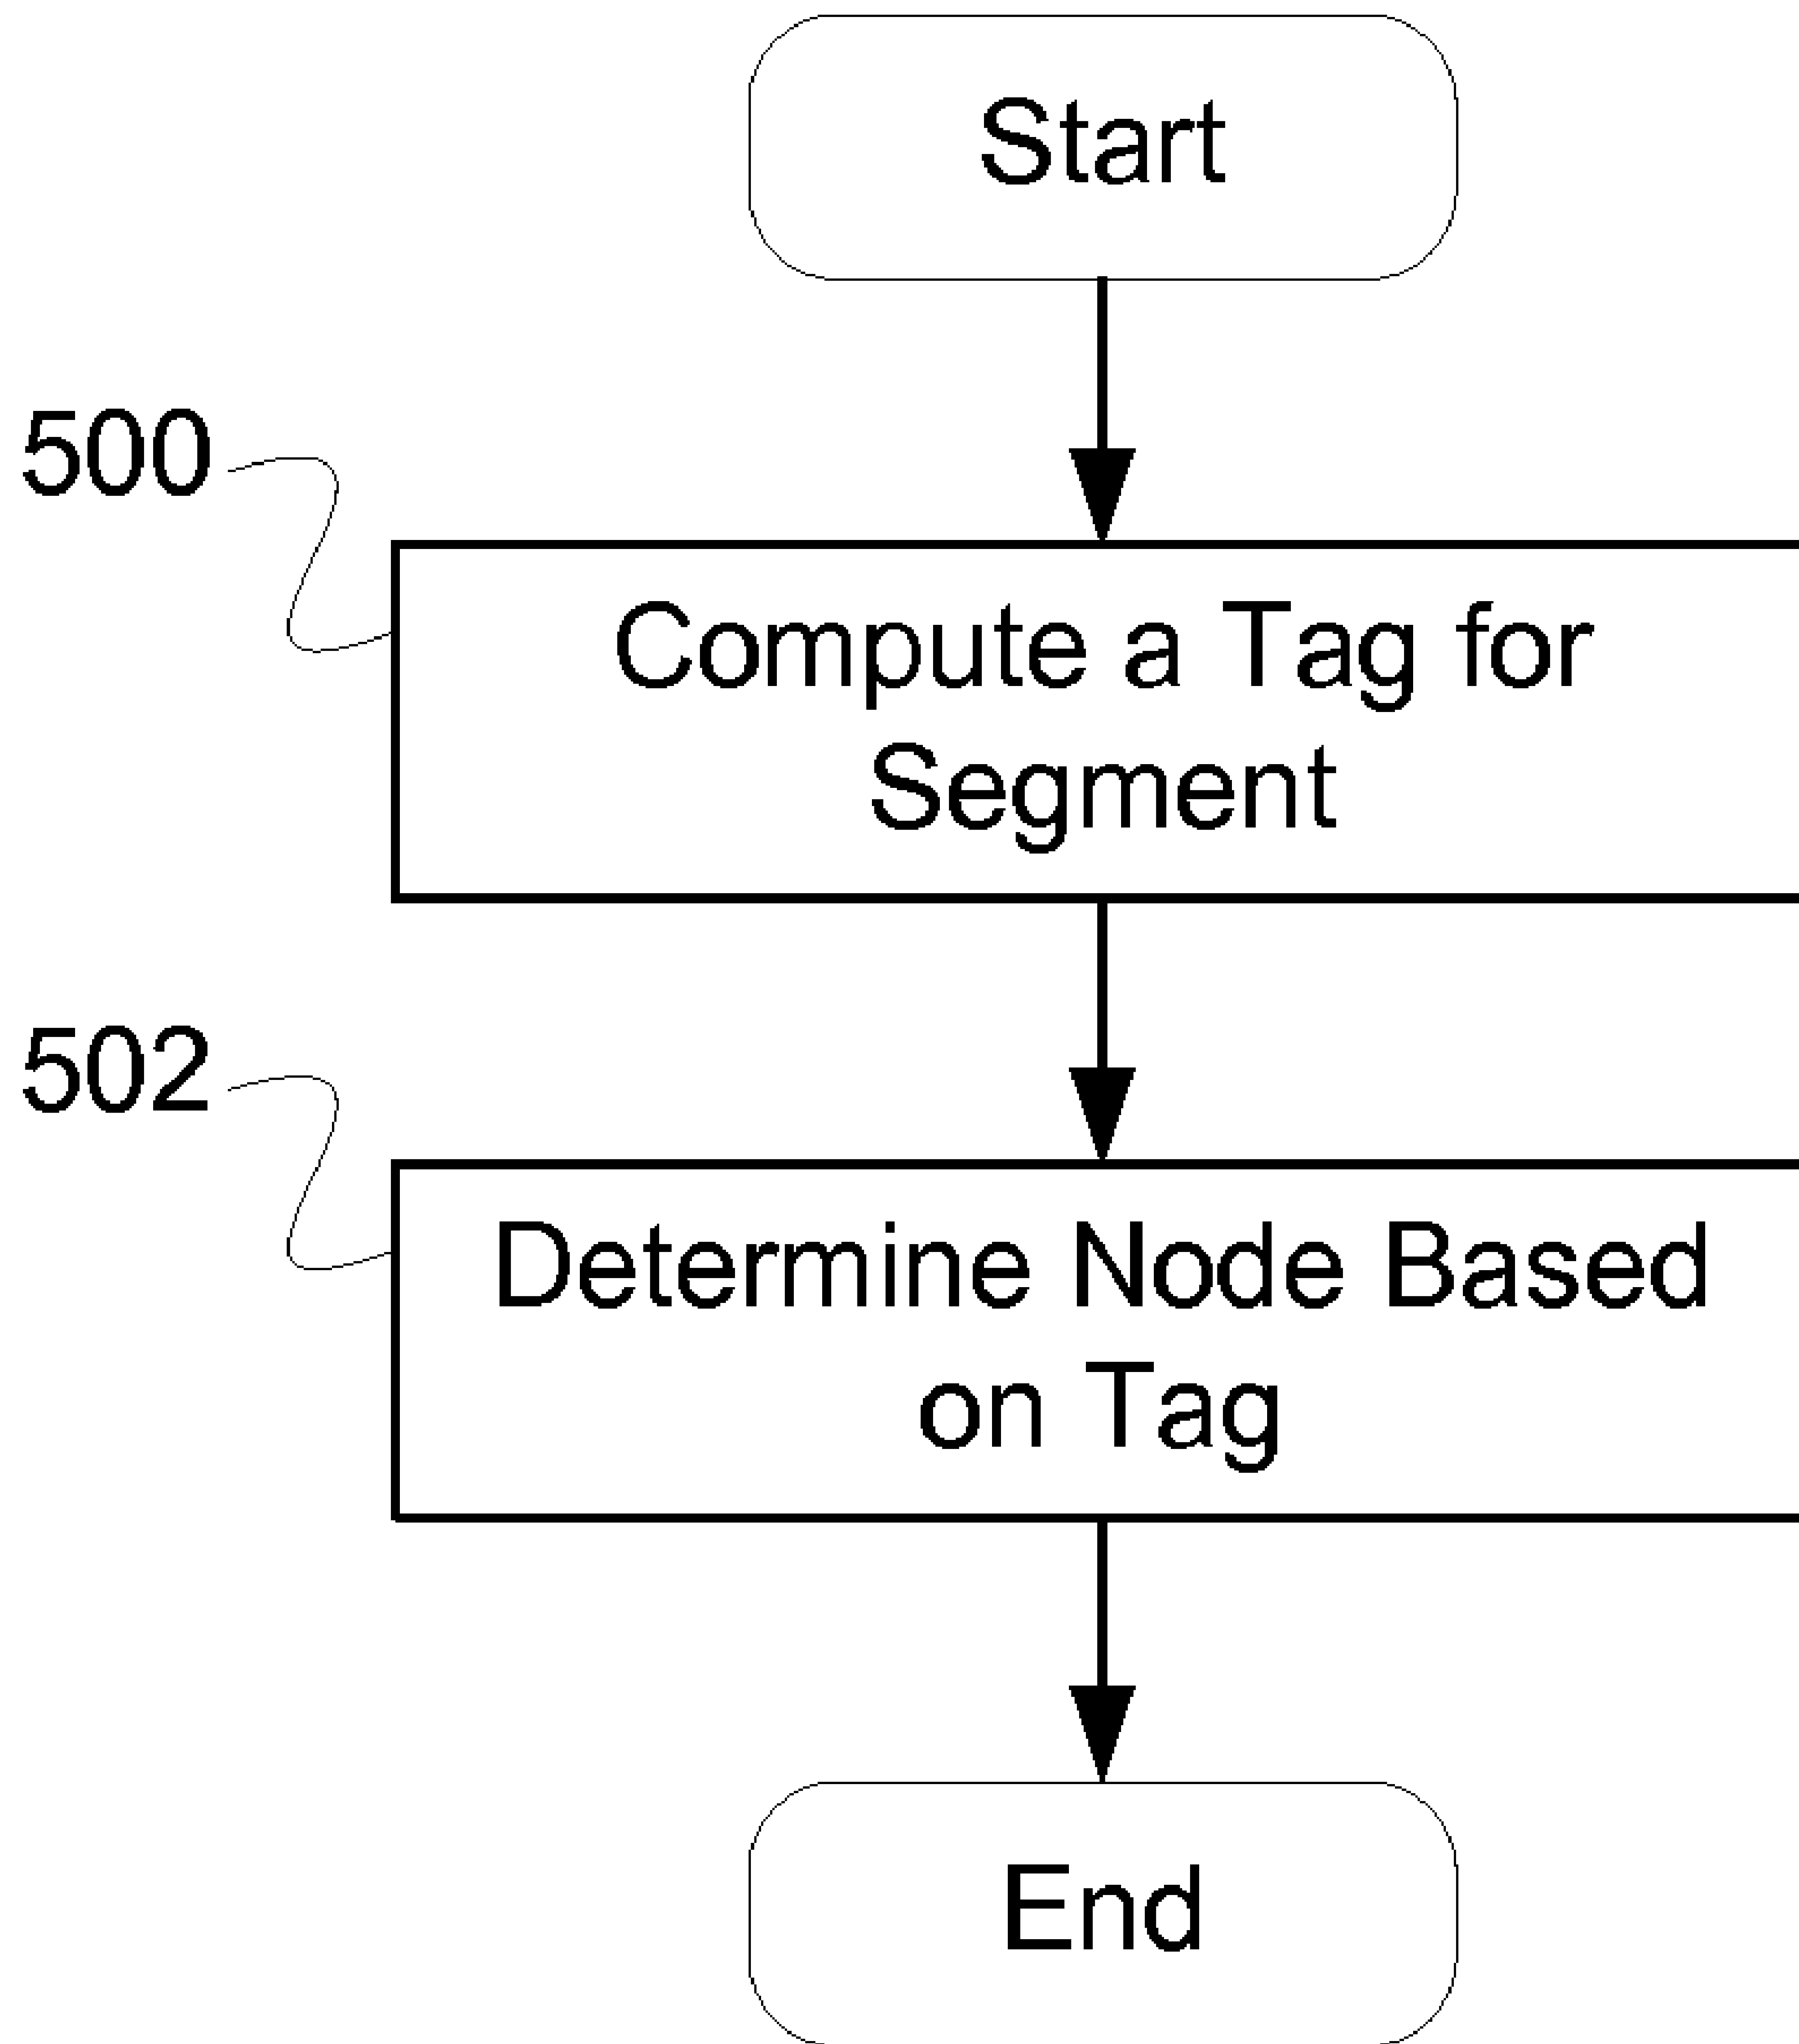 Start
500
Compute a Tag for
Segment
502
Determine Node Based
on Tag
End